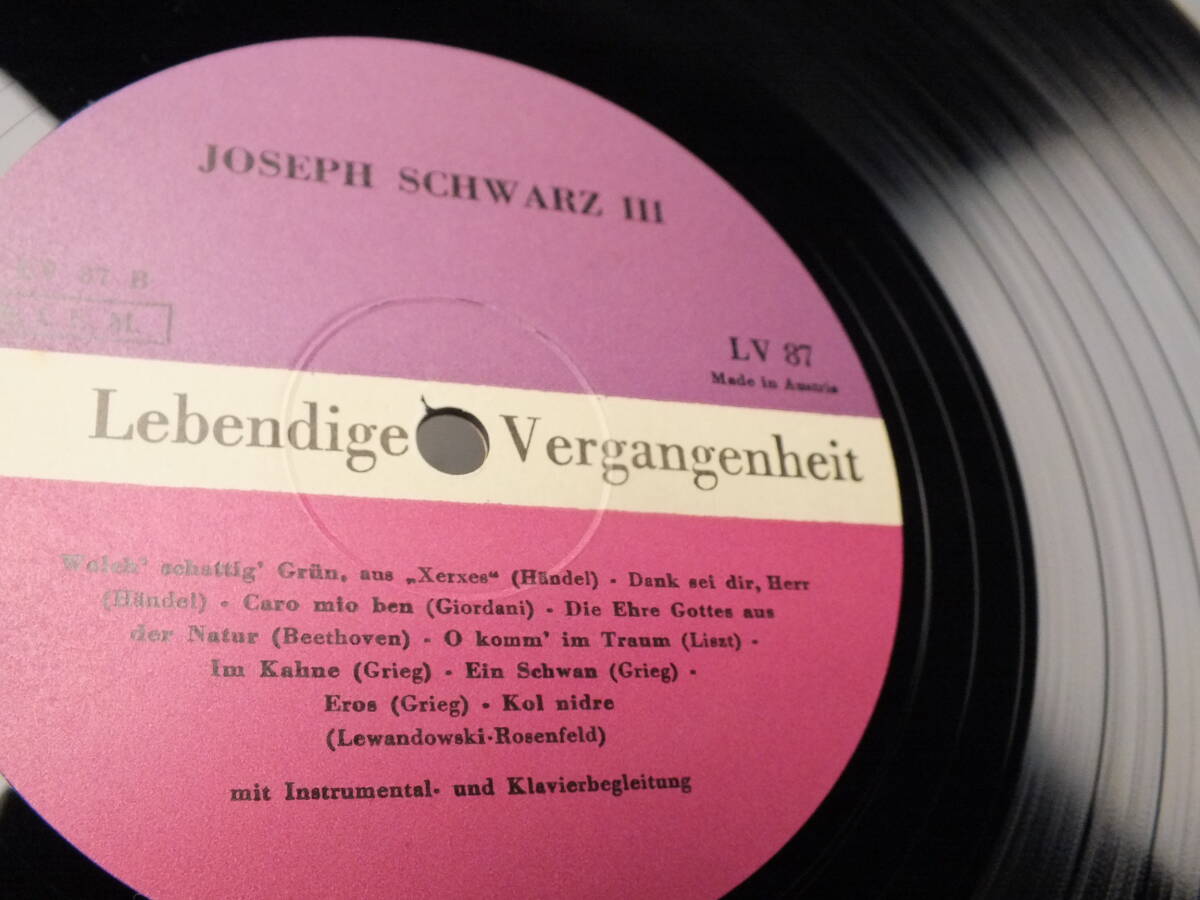 JOSEPH SCHWARZ III
LV 87 B
LV 87
Made in Austria
Lebendige Vergangenheit
Welch' schattig' Grün, aus „Xerxes“ (Händel) - Dank sei dir, Herr
(Händel) - Caro mio ben (Giordani) - Die Ehre Gottes aus
der Natur (Beethoven) - O komm' im Traum (Liszt) -
Im Kahne (Grieg) - Ein Schwan (Grieg) -
Eros (Grieg) - Kol nidre
(Lewandowski-Rosenfeld)
mit Instrumental- und Klavierbegleitung